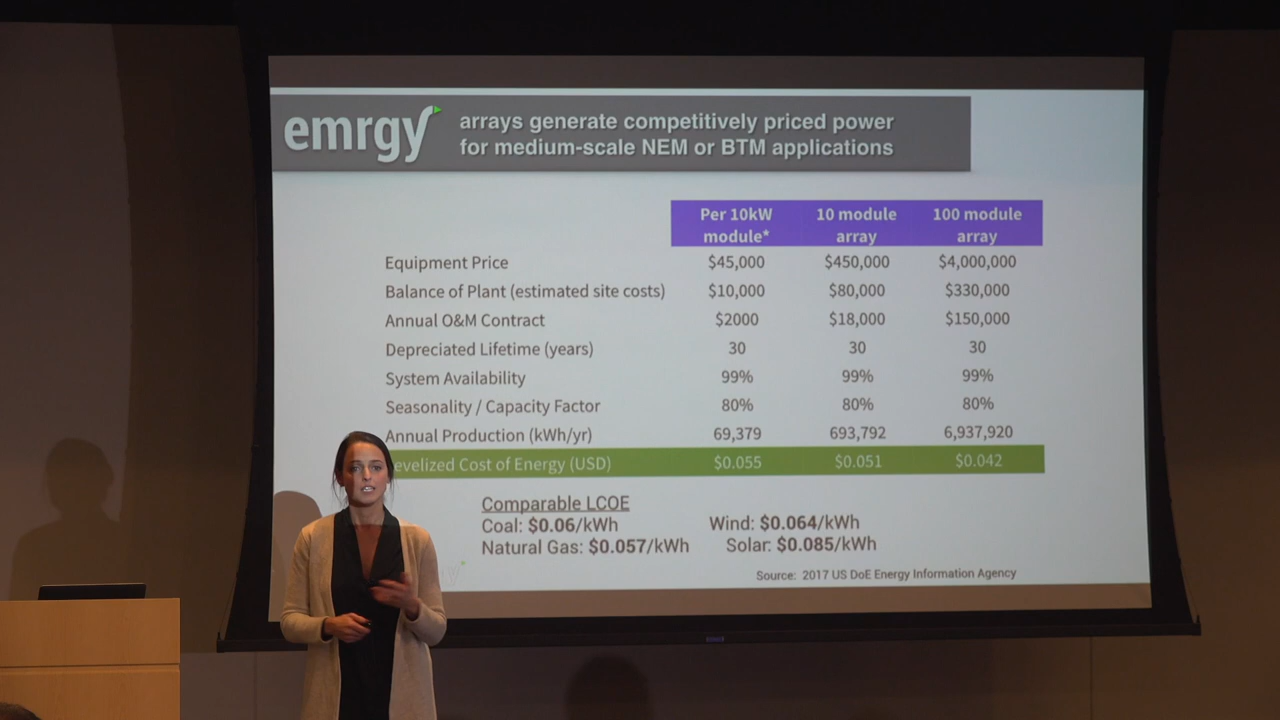 emrgy
arrays generate competitively priced power
for medium-scale NEM or BTM applications
Per 10kW module* 10 module array 100 module array
Equipment Price $45,000 $450,000 $4,000,000
Balance of Plant (estimated site costs) $10,000 $80,000 $330,000
Annual O&M Contract $2000 $18,000 $150,000
Depreciated Lifetime (years) 30 30 30
System Availability 99% 99% 99%
Seasonality / Capacity Factor 80% 80% 80%
Annual Production (kWh/yr) 69,379 693,792 6,937,920
evelized Cost of Energy (USD) $0.055 $0.051 $0.042
Comparable LCOE
Coal: $0.06/kWh Wind: $0.064/kWh
Natural Gas: $0.057/kWh Solar: $0.085/kWh
Source: 2017 US DoE Energy Information Agency